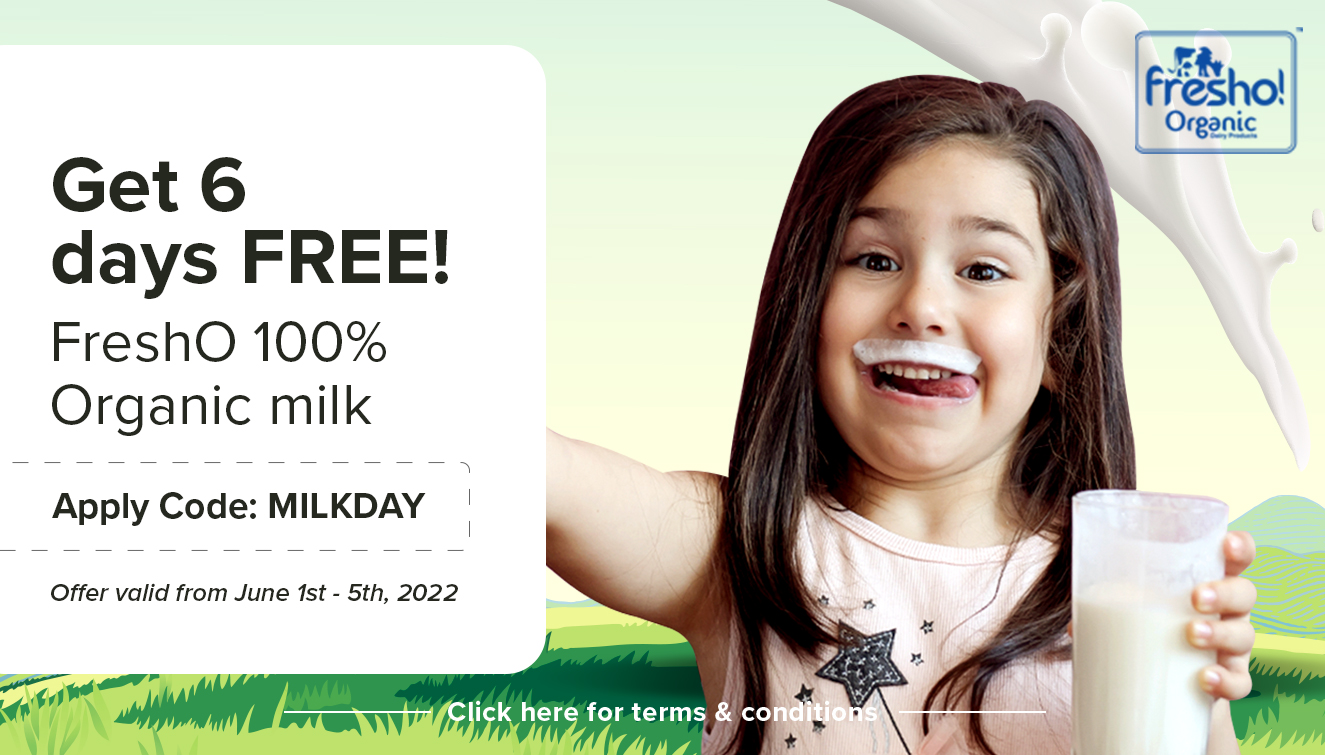 Get 6
days FREE!
FreshO 100%
Organic milk
Apply Code: MILKDAY
Offer valid from June 1st - 5th, 2022
Click here for terms & conditions
fresho!
Organic
Dairy Products
TM